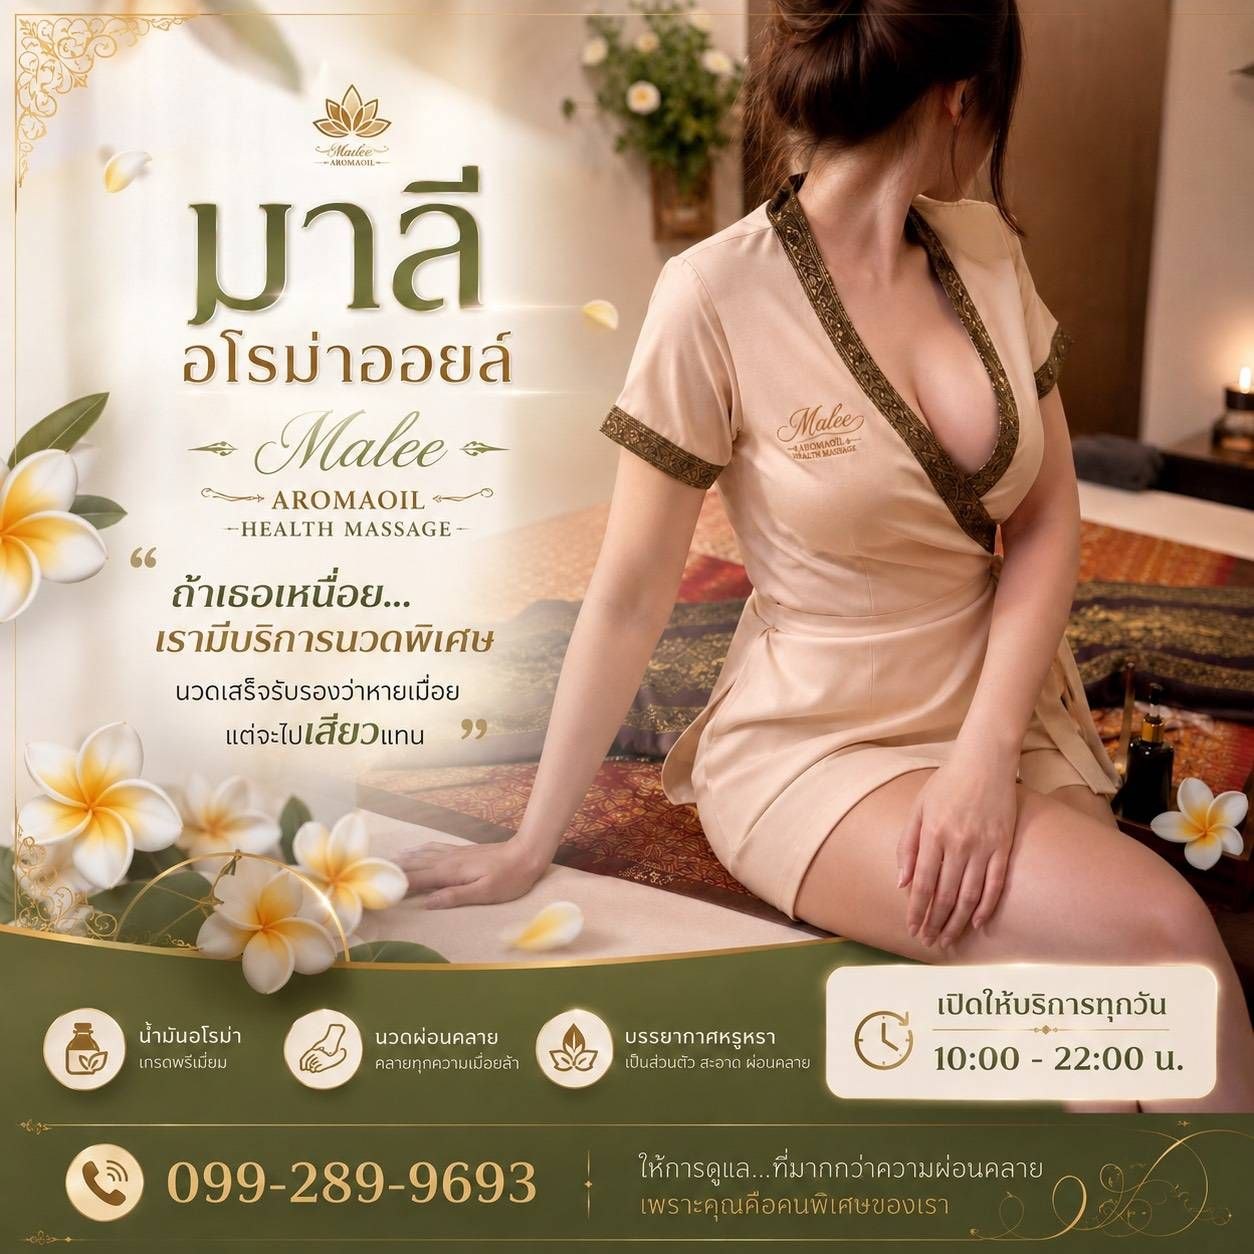 Malee
AROMAOIL
มาลี
อโรม่าออยล์
Malee
AROMAOIL
HEALTH MASSAGE
“
ถ้าเธอเหนื่อย...
เรามีบริการนวดพิเศษ
นวดเสร็จรับรองว่าหายเมื่อย
แต่จะไปเสียวแทน ”
Malee
AROMAOIL
HEALTH MASSAGE
น้ำมันอโรม่า
เกรดพรีเมี่ยม
นวดผ่อนคลาย
คลายทุกความเมื่อยล้า
บรรยากาศหรูหรา
เป็นส่วนตัว สะอาด ผ่อนคลาย
เปิดให้บริการทุกวัน
10:00 - 22:00 น.
099-289-9693
ให้การดูแล...ที่มากกว่าความผ่อนคลาย
เพราะคุณคือคนพิเศษของเรา